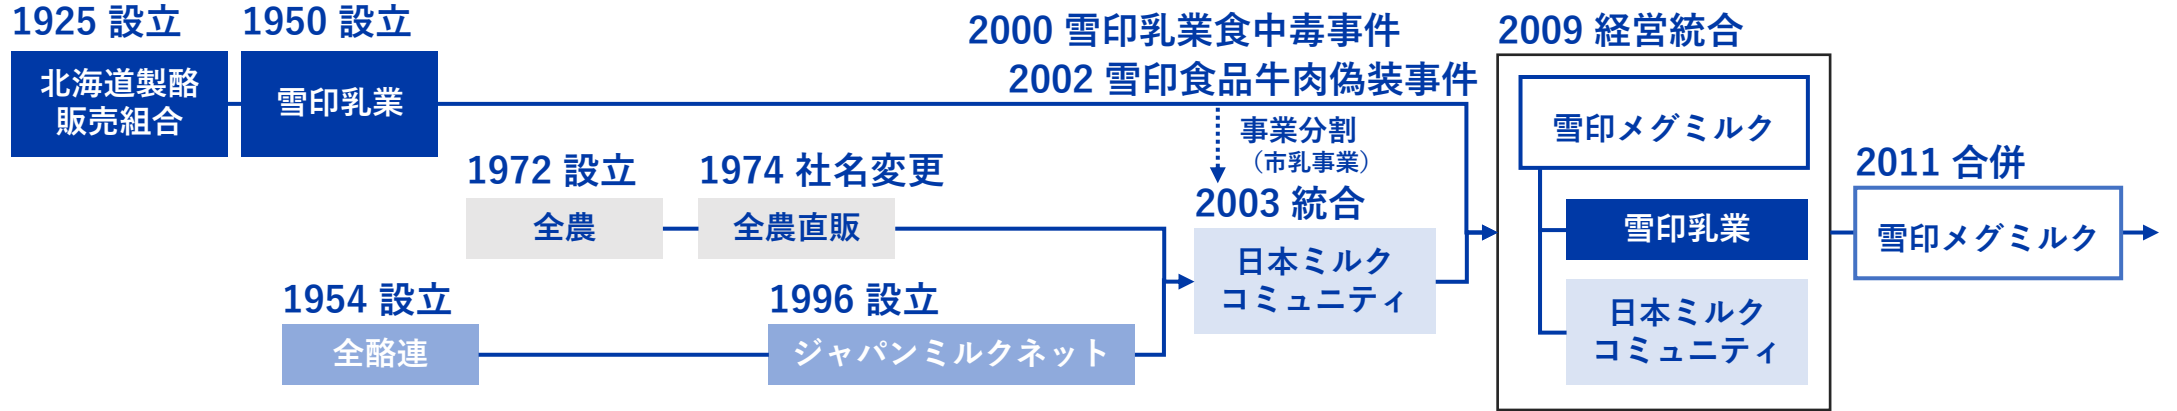 1925 設立
北海道製酪
販売組合
1950 設立
雪印乳業
2000 雪印乳業食中毒事件
2002 雪印食品牛肉偽装事件
事業分割
（市乳事業）
1972 設立
全農
1974 社名変更
全農直販
1954 設立
全酪連
1996 設立
ジャパンミルクネット
2003 統合
日本ミルク
コミュニティ
2009 経営統合
雪印メグミルク
雪印乳業
日本ミルク
コミュニティ
2011 合併
雪印メグミルク